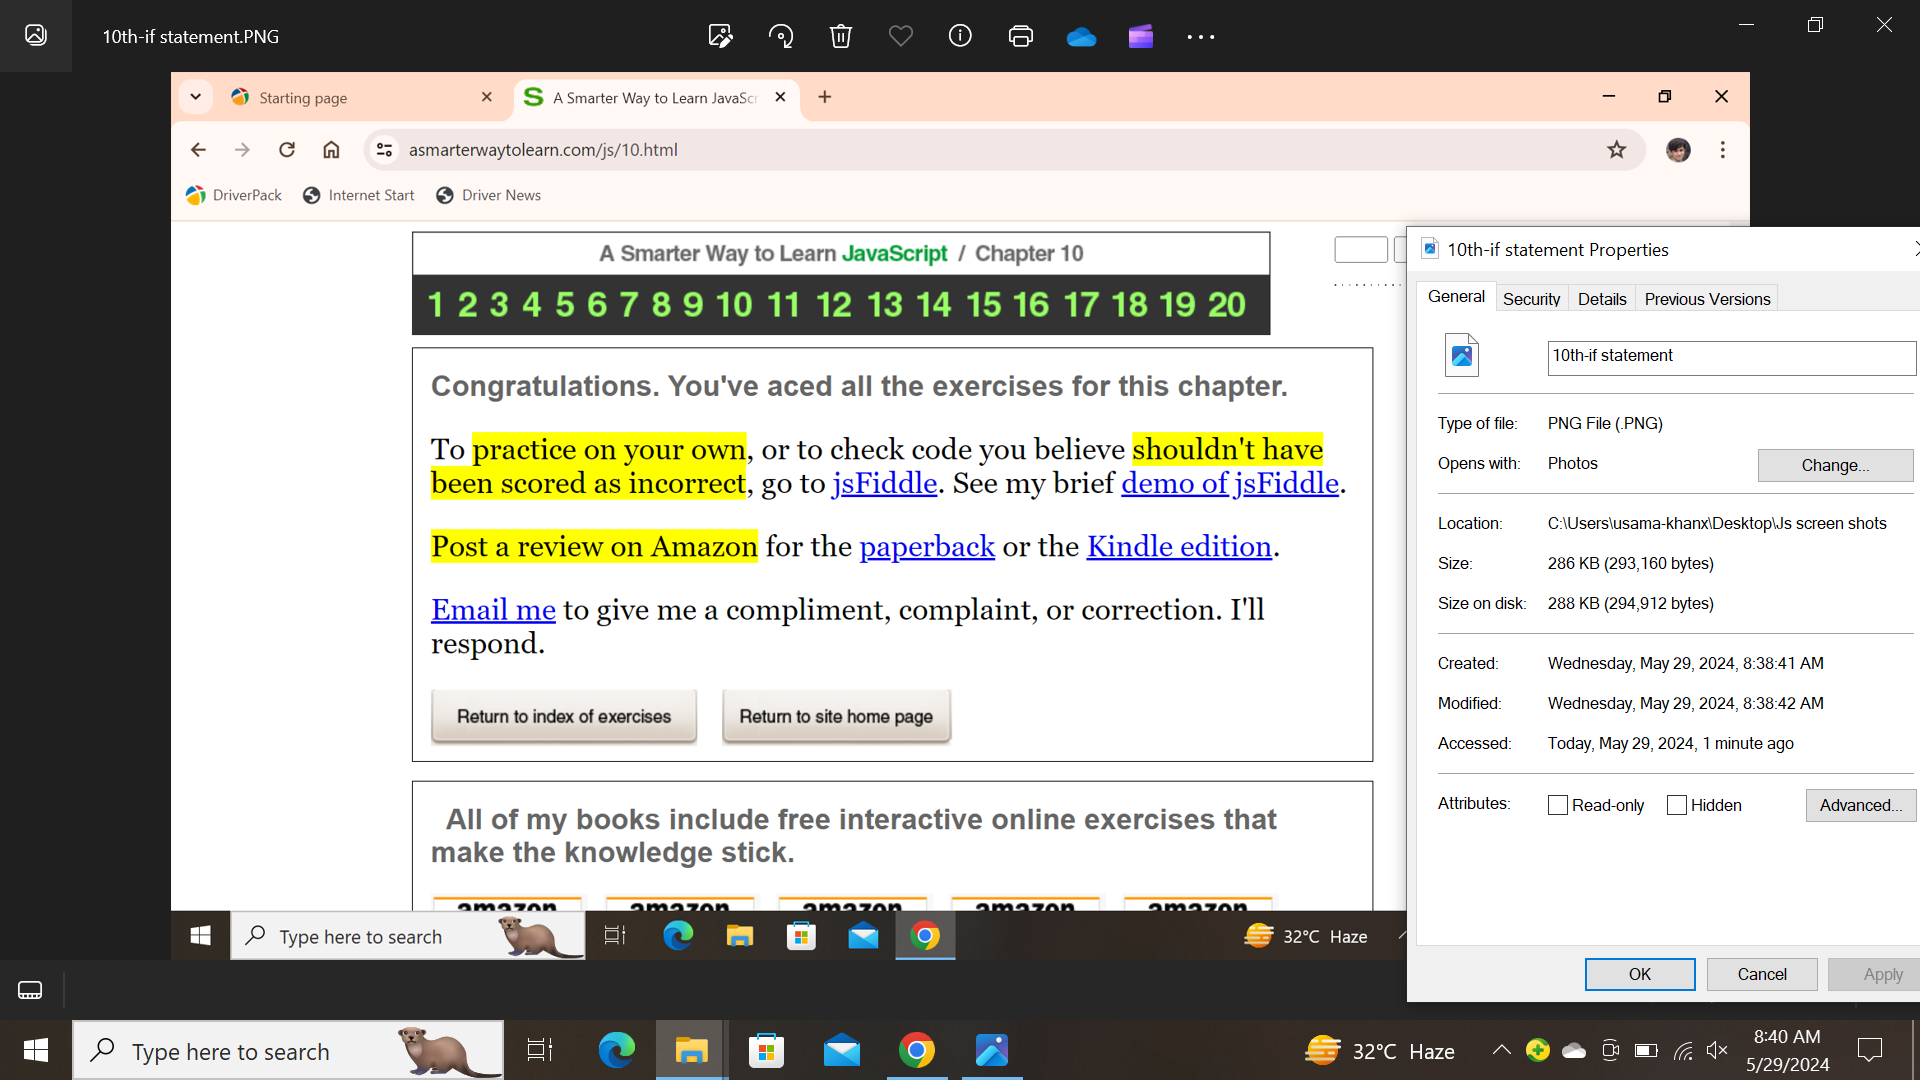 10th-if statement.PNG
Starting page
A Smarter Way to Learn JavaScr
asmarterwaytolearn.com/js/10.html
DriverPack
Internet Start
Driver News
A Smarter Way to Learn JavaScript / Chapter 10
1 2 3 4 5 6 7 8 9 10 11 12 13 14 15 16 17 18 19 20
Congratulations. You've aced all the exercises for this chapter.
To practice on your own, or to check code you believe shouldn't have
been scored as incorrect, go to jsFiddle. See my brief demo of jsFiddle.
Post a review on Amazon for the paperback or the Kindle edition.
Email me to give me a compliment, complaint, or correction. I'll
respond.
Return to index of exercises
Return to site home page
All of my books include free interactive online exercises that
make the knowledge stick.
amazon amazon amazon amazon amazon
Type here to search
32°C Haze
10th-if statement Properties
General Security Details Previous Versions
10th-if statement
Type of file: PNG File (.PNG)
Opens with: Photos
Change...
Location: C:\Users\usama-khanx\Desktop\Js screen shots
Size: 286 KB (293,160 bytes)
Size on disk: 288 KB (294,912 bytes)
Created: Wednesday, May 29, 2024, 8:38:41 AM
Modified: Wednesday, May 29, 2024, 8:38:42 AM
Accessed: Today, May 29, 2024, 1 minute ago
Attributes: Read-only Hidden
Advanced...
OK Cancel Apply
Type here to search
32°C Haze
8:40 AM
5/29/2024